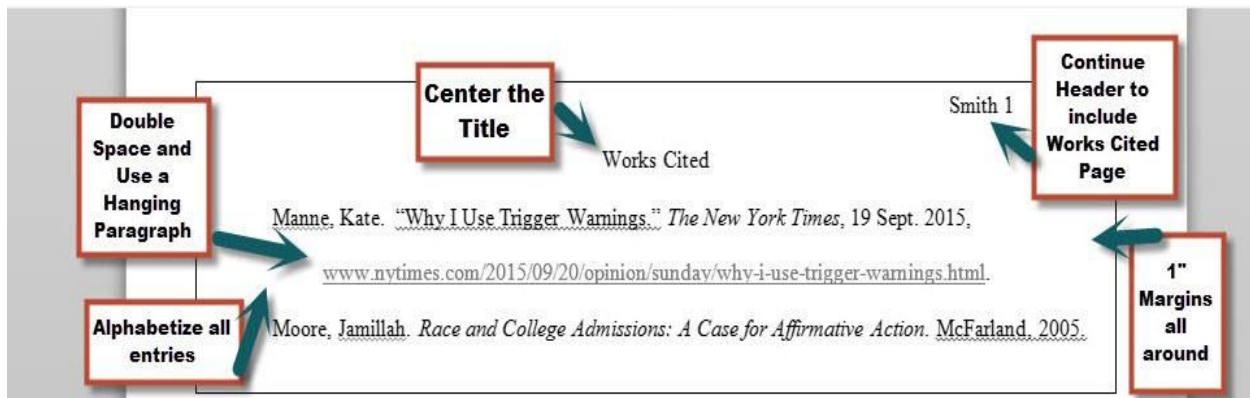 Continue
Header to
include
Works Cited
Page
Center the
Title
Smith 1
Double
Space and
Use a
Hanging
Paragraph
Works Cited
Manne, Kate.  “Why I Use Trigger Warnings.” The New York Times, 19 Sept. 2015,
www.nytimes.com/2015/09/20/opinion/sunday/why-i-use-trigger-warnings.html.
1"
Margins
all
around
Alphabetize all
entries
Moore, Jamillah.  Race and College Admissions: A Case for Affirmative Action. McFarland, 2005.